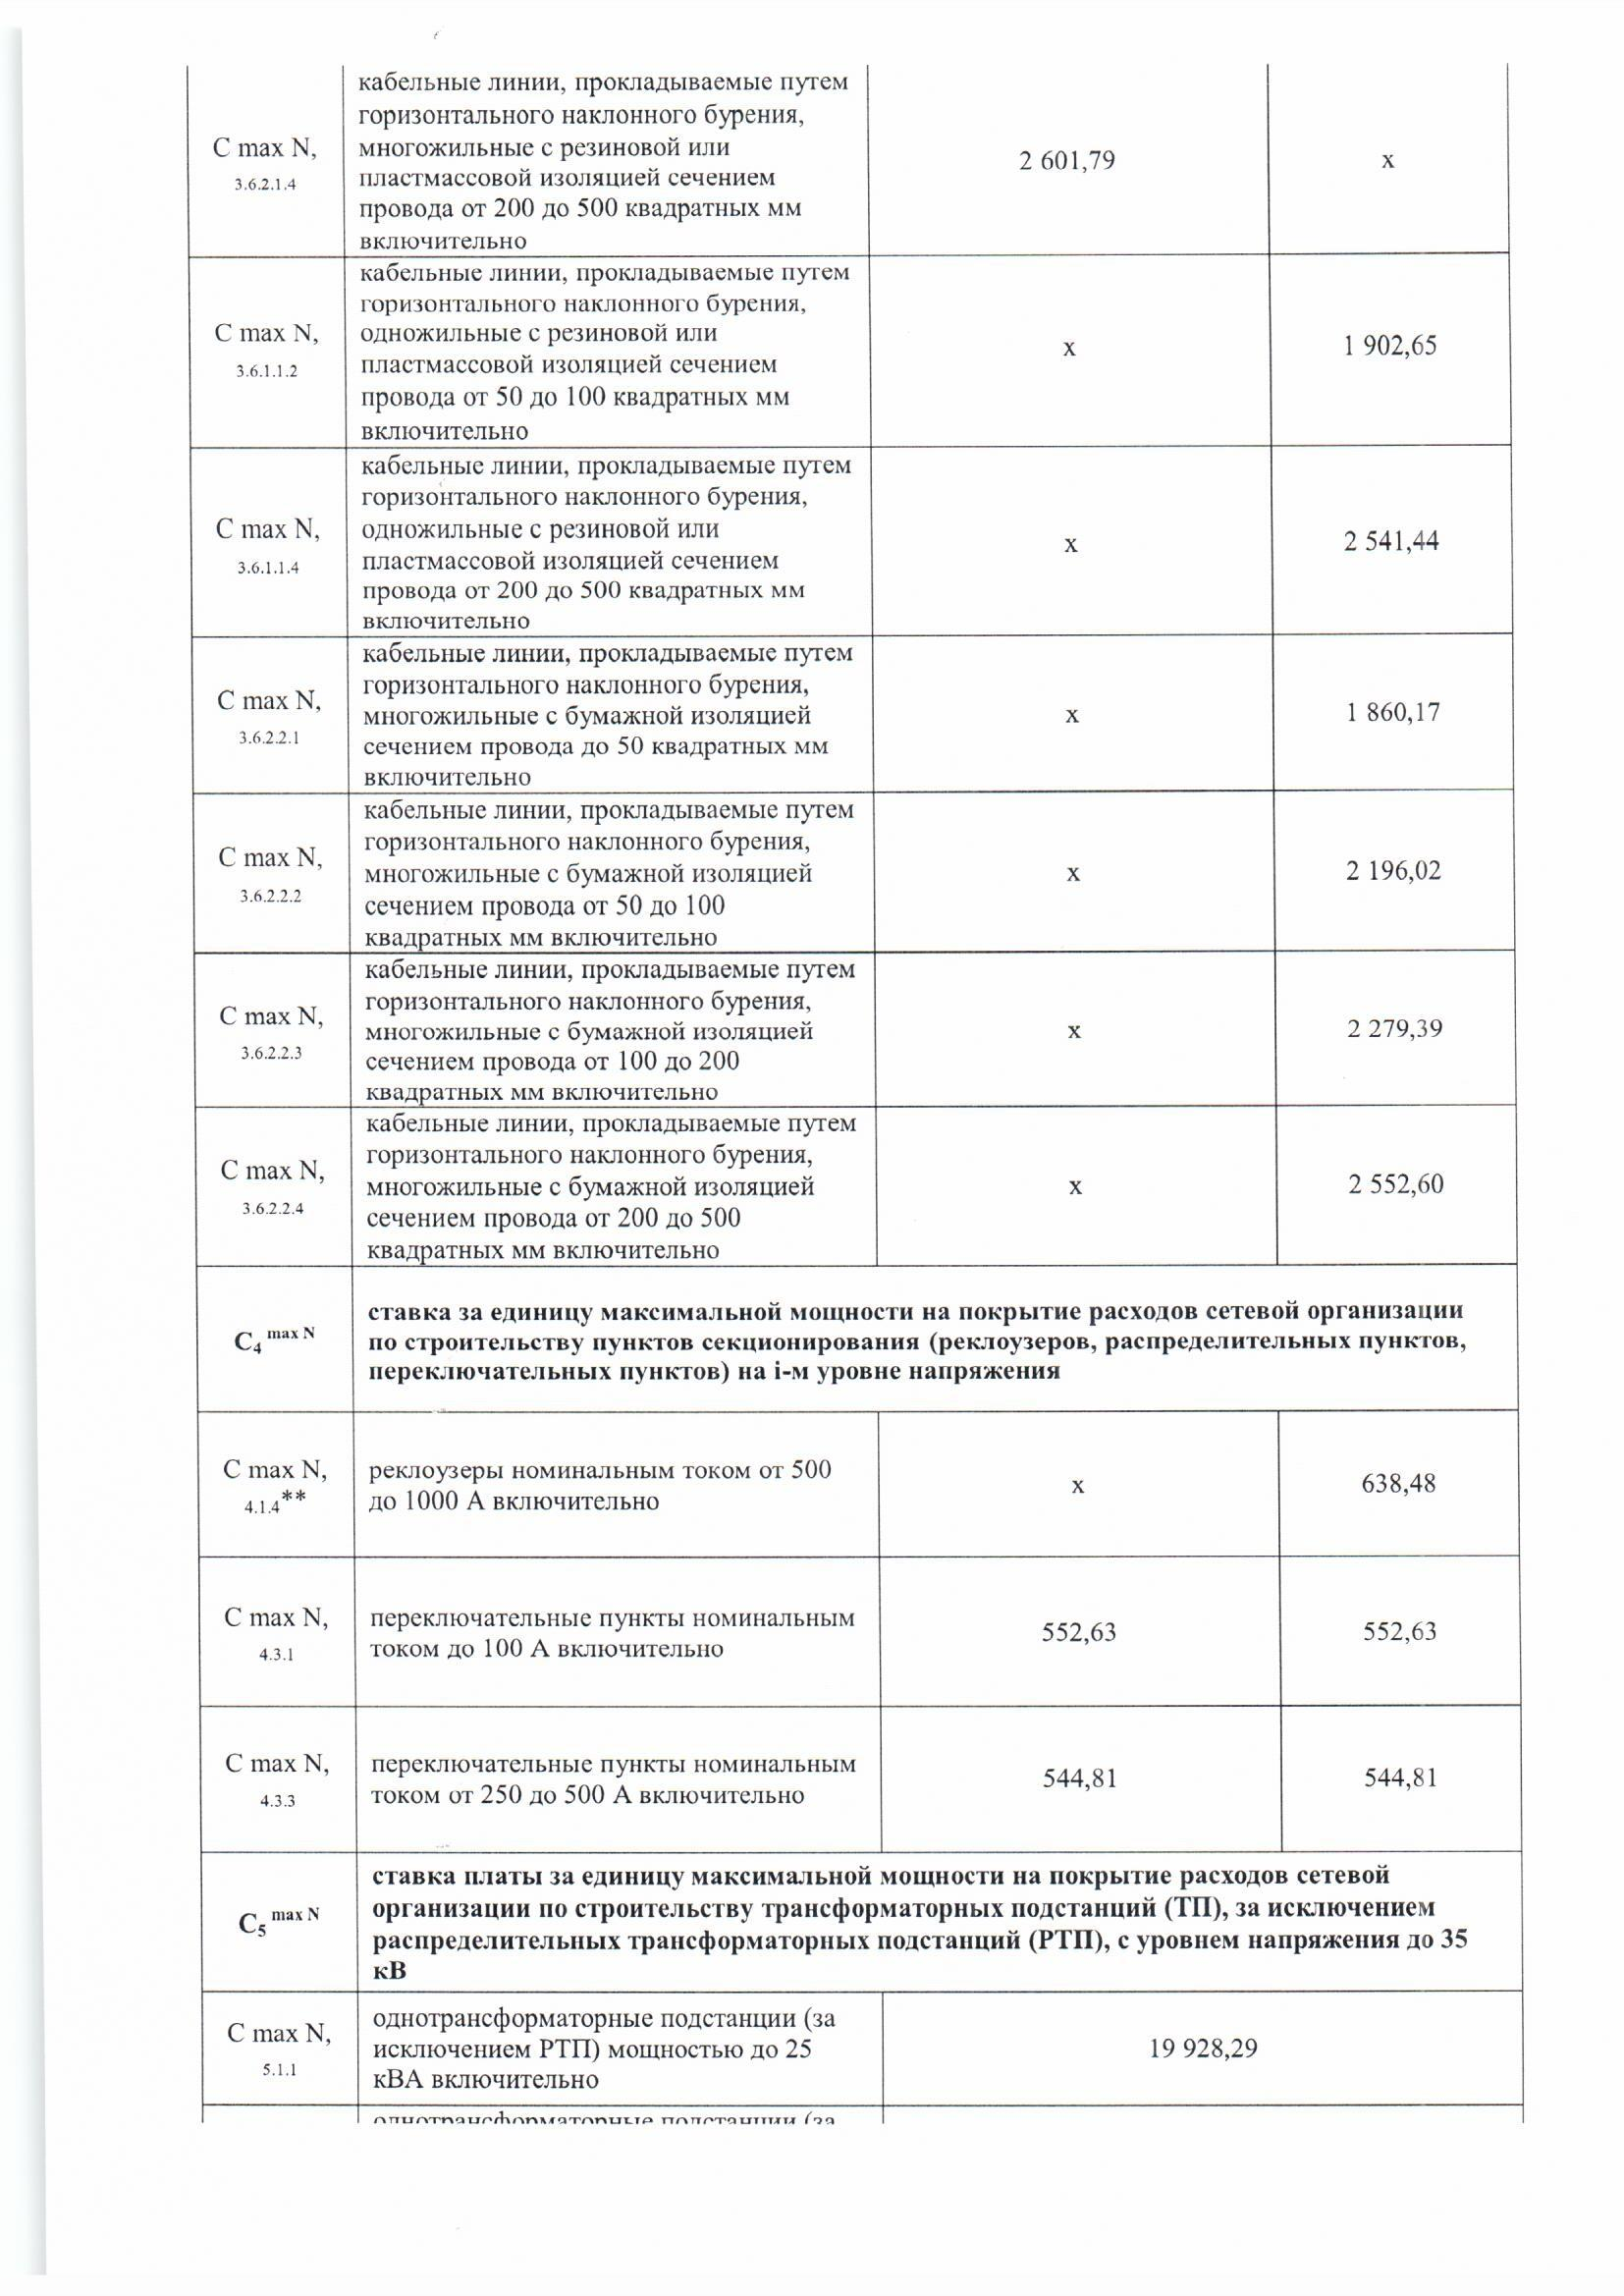 кабельные линии, прокладываемые путем
горизонтального наклонного бурения,
C max N,
многожильные с резиновой или
2 601,79
x
3.6.2.1.4
пластмассовой изоляцией сечением
провода от 200 до 500 квадратных мм
включительно
кабельные линии, прокладываемые путем
горизонтального наклонного бурения,
C max N,
одножильные с резиновой или
x
1 902,65
3.6.1.1.2
пластмассовой изоляцией сечением
провода от 50 до 100 квадратных мм
включительно
кабельные линии, прокладываемые путем
горизонтального наклонного бурения,
C max N,
одножильные с резиновой или
x
2 541,44
3.6.1.1.4
пластмассовой изоляцией сечением
провода от 200 до 500 квадратных мм
включительно
кабельные линии, прокладываемые путем
горизонтального наклонного бурения,
C max N,
многожильные с бумажной изоляцией
x
1 860,17
3.6.2.2.1
сечением провода до 50 квадратных мм
включительно
кабельные линии, прокладываемые путем
горизонтального наклонного бурения,
C max N,
многожильные с бумажной изоляцией
x
2 196,02
3.6.2.2.2
сечением провода от 50 до 100
квадратных мм включительно
кабельные линии, прокладываемые путем
горизонтального наклонного бурения,
C max N,
многожильные с бумажной изоляцией
x
2 279,39
3.6.2.2.3
сечением провода от 100 до 200
квадратных мм включительно
кабельные линии, прокладываемые путем
горизонтального наклонного бурения,
C max N,
многожильные с бумажной изоляцией
x
2 552,60
3.6.2.2.4
сечением провода от 200 до 500
квадратных мм включительно
C4 max N
ставка за единицу максимальной мощности на покрытие расходов сетевой организации
по строительству пунктов секционирования (реклоузеров, распределительных пунктов,
переключательных пунктов) на i-м уровне напряжения
C max N,
4.1.4**
реклоузеры номинальным током от 500
до 1000 А включительно
x
638,48
C max N,
4.3.1
переключательные пункты номинальным
током до 100 А включительно
552,63
552,63
C max N,
4.3.3
переключательные пункты номинальным
током от 250 до 500 А включительно
544,81
544,81
C5 max N
ставка платы за единицу максимальной мощности на покрытие расходов сетевой
организации по строительству трансформаторных подстанций (ТП), за исключением
распределительных трансформаторных подстанций (РТП), с уровнем напряжения до 35
кВ
C max N,
5.1.1
однотрансформаторные подстанции (за
исключением РТП) мощностью до 25
кВА включительно
19 928,29
однотрансформаторные подстанции (за